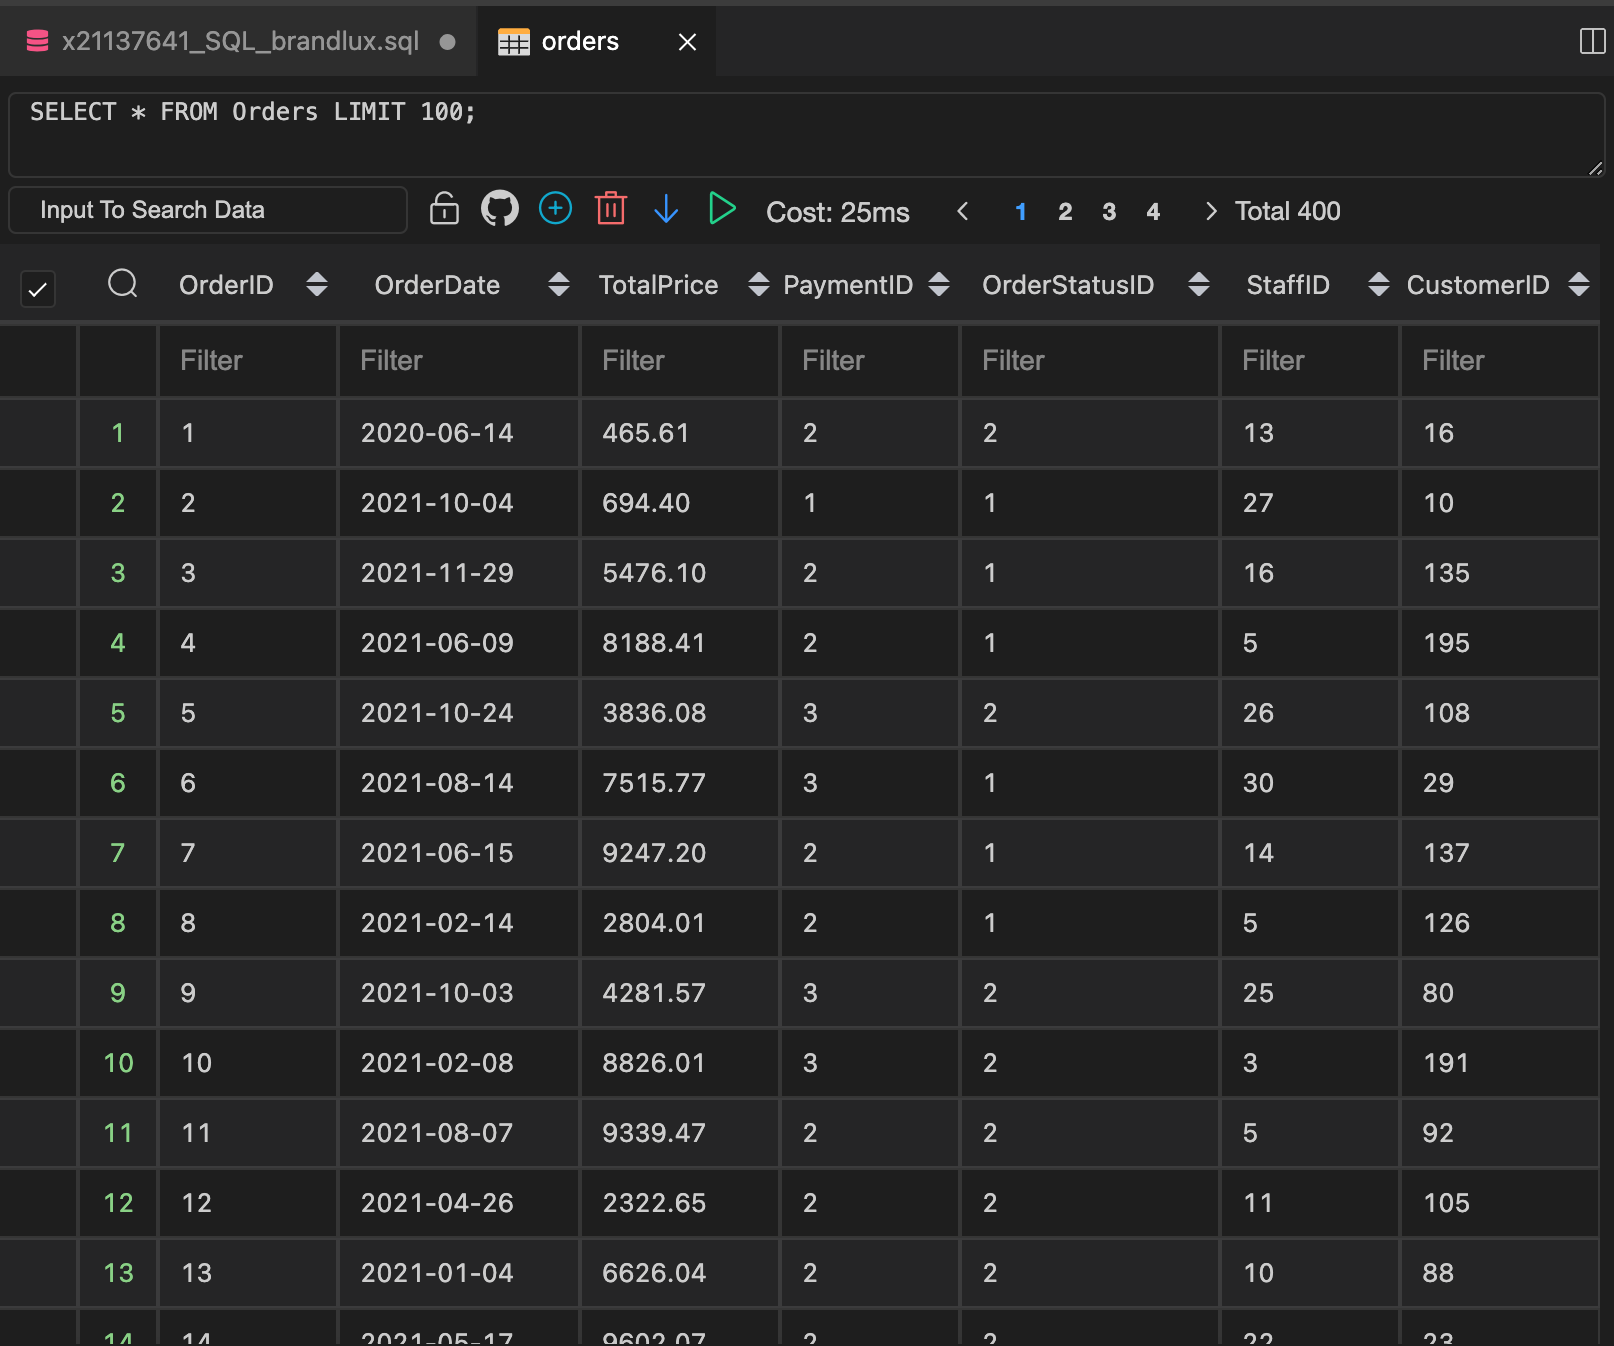 x21137641_SQL_brandlux.sql orders
SELECT * FROM Orders LIMIT 100;
Input To Search Data Cost: 25ms 1 2 3 4 Total 400
OrderID OrderDate TotalPrice PaymentID OrderStatusID StaffID CustomerID
Filter Filter Filter Filter Filter Filter Filter
1 1 2020-06-14 465.61 2 2 13 16
2 2 2021-10-04 694.40 1 1 27 10
3 3 2021-11-29 5476.10 2 1 16 135
4 4 2021-06-09 8188.41 2 1 5 195
5 5 2021-10-24 3836.08 3 2 26 108
6 6 2021-08-14 7515.77 3 1 30 29
7 7 2021-06-15 9247.20 2 1 14 137
8 8 2021-02-14 2804.01 2 1 5 126
9 9 2021-10-03 4281.57 3 2 25 80
10 10 2021-02-08 8826.01 3 2 3 191
11 11 2021-08-07 9339.47 2 2 5 92
12 12 2021-04-26 2322.65 2 2 11 105
13 13 2021-01-04 6626.04 2 2 10 88
14 14 2021-05-17 9602.07 2 2 22 23